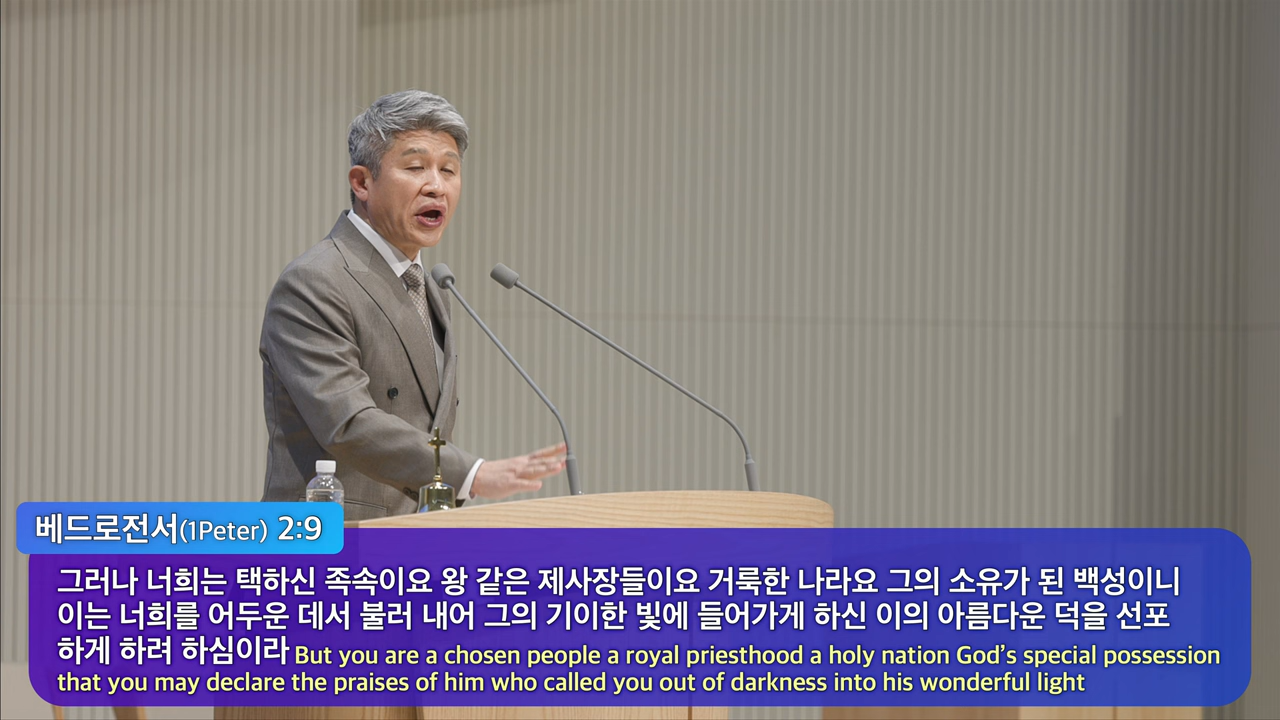 베드로전서(1Peter) 2:9
그러나 너희는 택하신 족속이요 왕 같은 제사장들이요 거룩한 나라요 그의 소유가 된 백성이니
이는 너희를 어두운 데서 불러 내어 그의 기이한 빛에 들어가게 하신 이의 아름다운 덕을 선포
하게 하려 하심이라 But you are a chosen people a royal priesthood a holy nation God's special possession
that you may declare the praises of him who called you out of darkness into his wonderful light